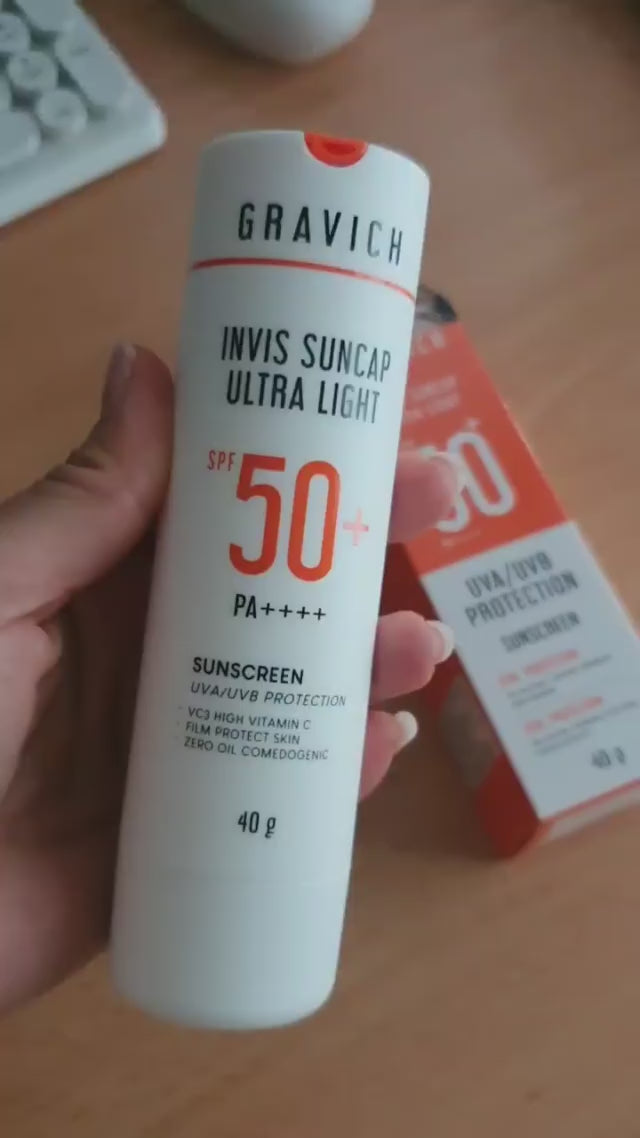 GRAVICH
INVIS SUNCAP
ULTRA LIGHT
SPF 50+
PA++++
SUNSCREEN
UVA/UVB PROTECTION
VC3 HIGH VITAMIN C
FILM PROTECT SKIN
ZERO OIL COMEDOGENIC
40 g
50+
UVA/UVB
PROTECTION
SUNSCREEN
40 g